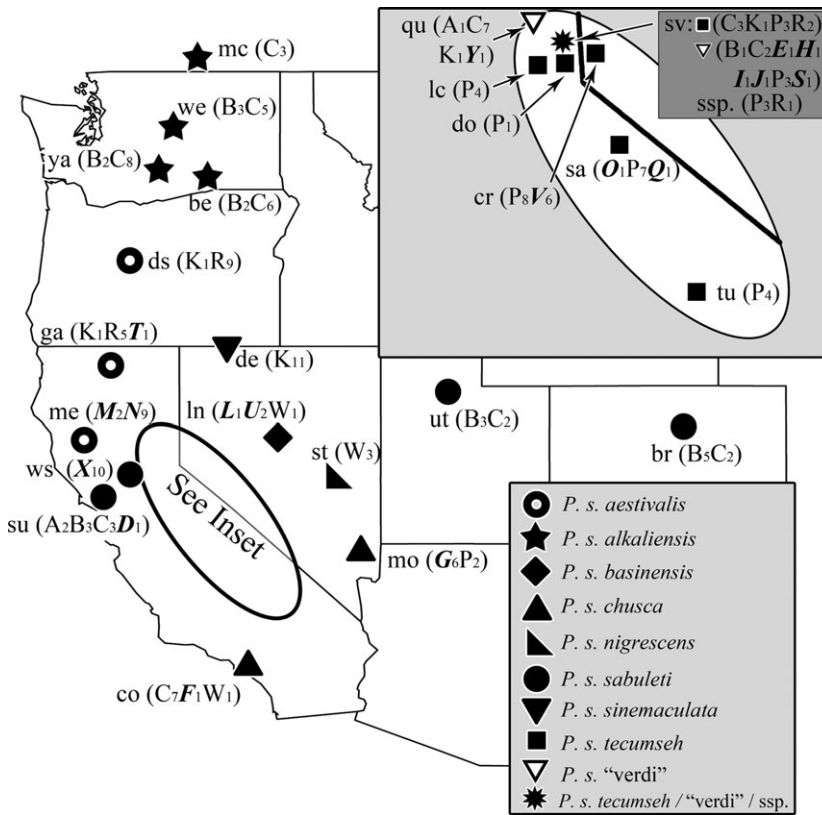 mc (C3)
we (B3C5)
ya (B2C8)
be (B2C6)
ds (K1R9)
ga (K1R5T1)
de (K11)
me (M2N9)
ln (L1U2W1)
ws (X10)
st (W3)
su (A2B3C3D1)
See Inset
mo (G6P2)
co (C7F1W1)
ut (B3C2)
br (B5C2)
qu (A1C7
K1Y1)
lc (P4)
do (P1)
cr (P8V6)
sa (O1P7Q1)
tu (P4)
sv: (C3K1P3R2)
(B1C2E1H1
I1J1P3S1)
ssp. (P3R1)
P. s. aestivalis
P. s. alkaliensis
P. s. basinensis
P. s. chusca
P. s. nigrescens
P. s. sabuleti
P. s. sinemaculata
P. s. tecumseh
P. s. “verdi”
P. s. tecumseh / “verdi” / ssp.